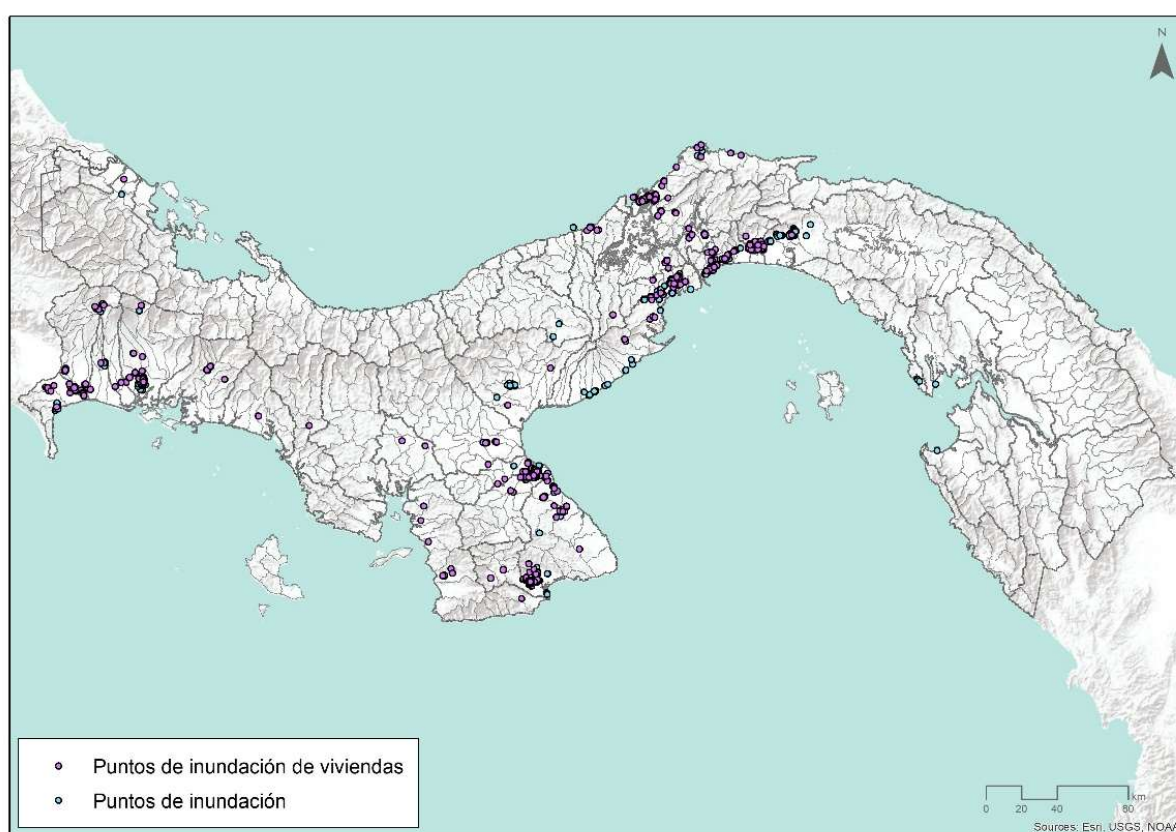 N
Puntos de inundación de viviendas
Puntos de inundación
km
0 20 40 80
Sources: Esri, USGS, NOAA